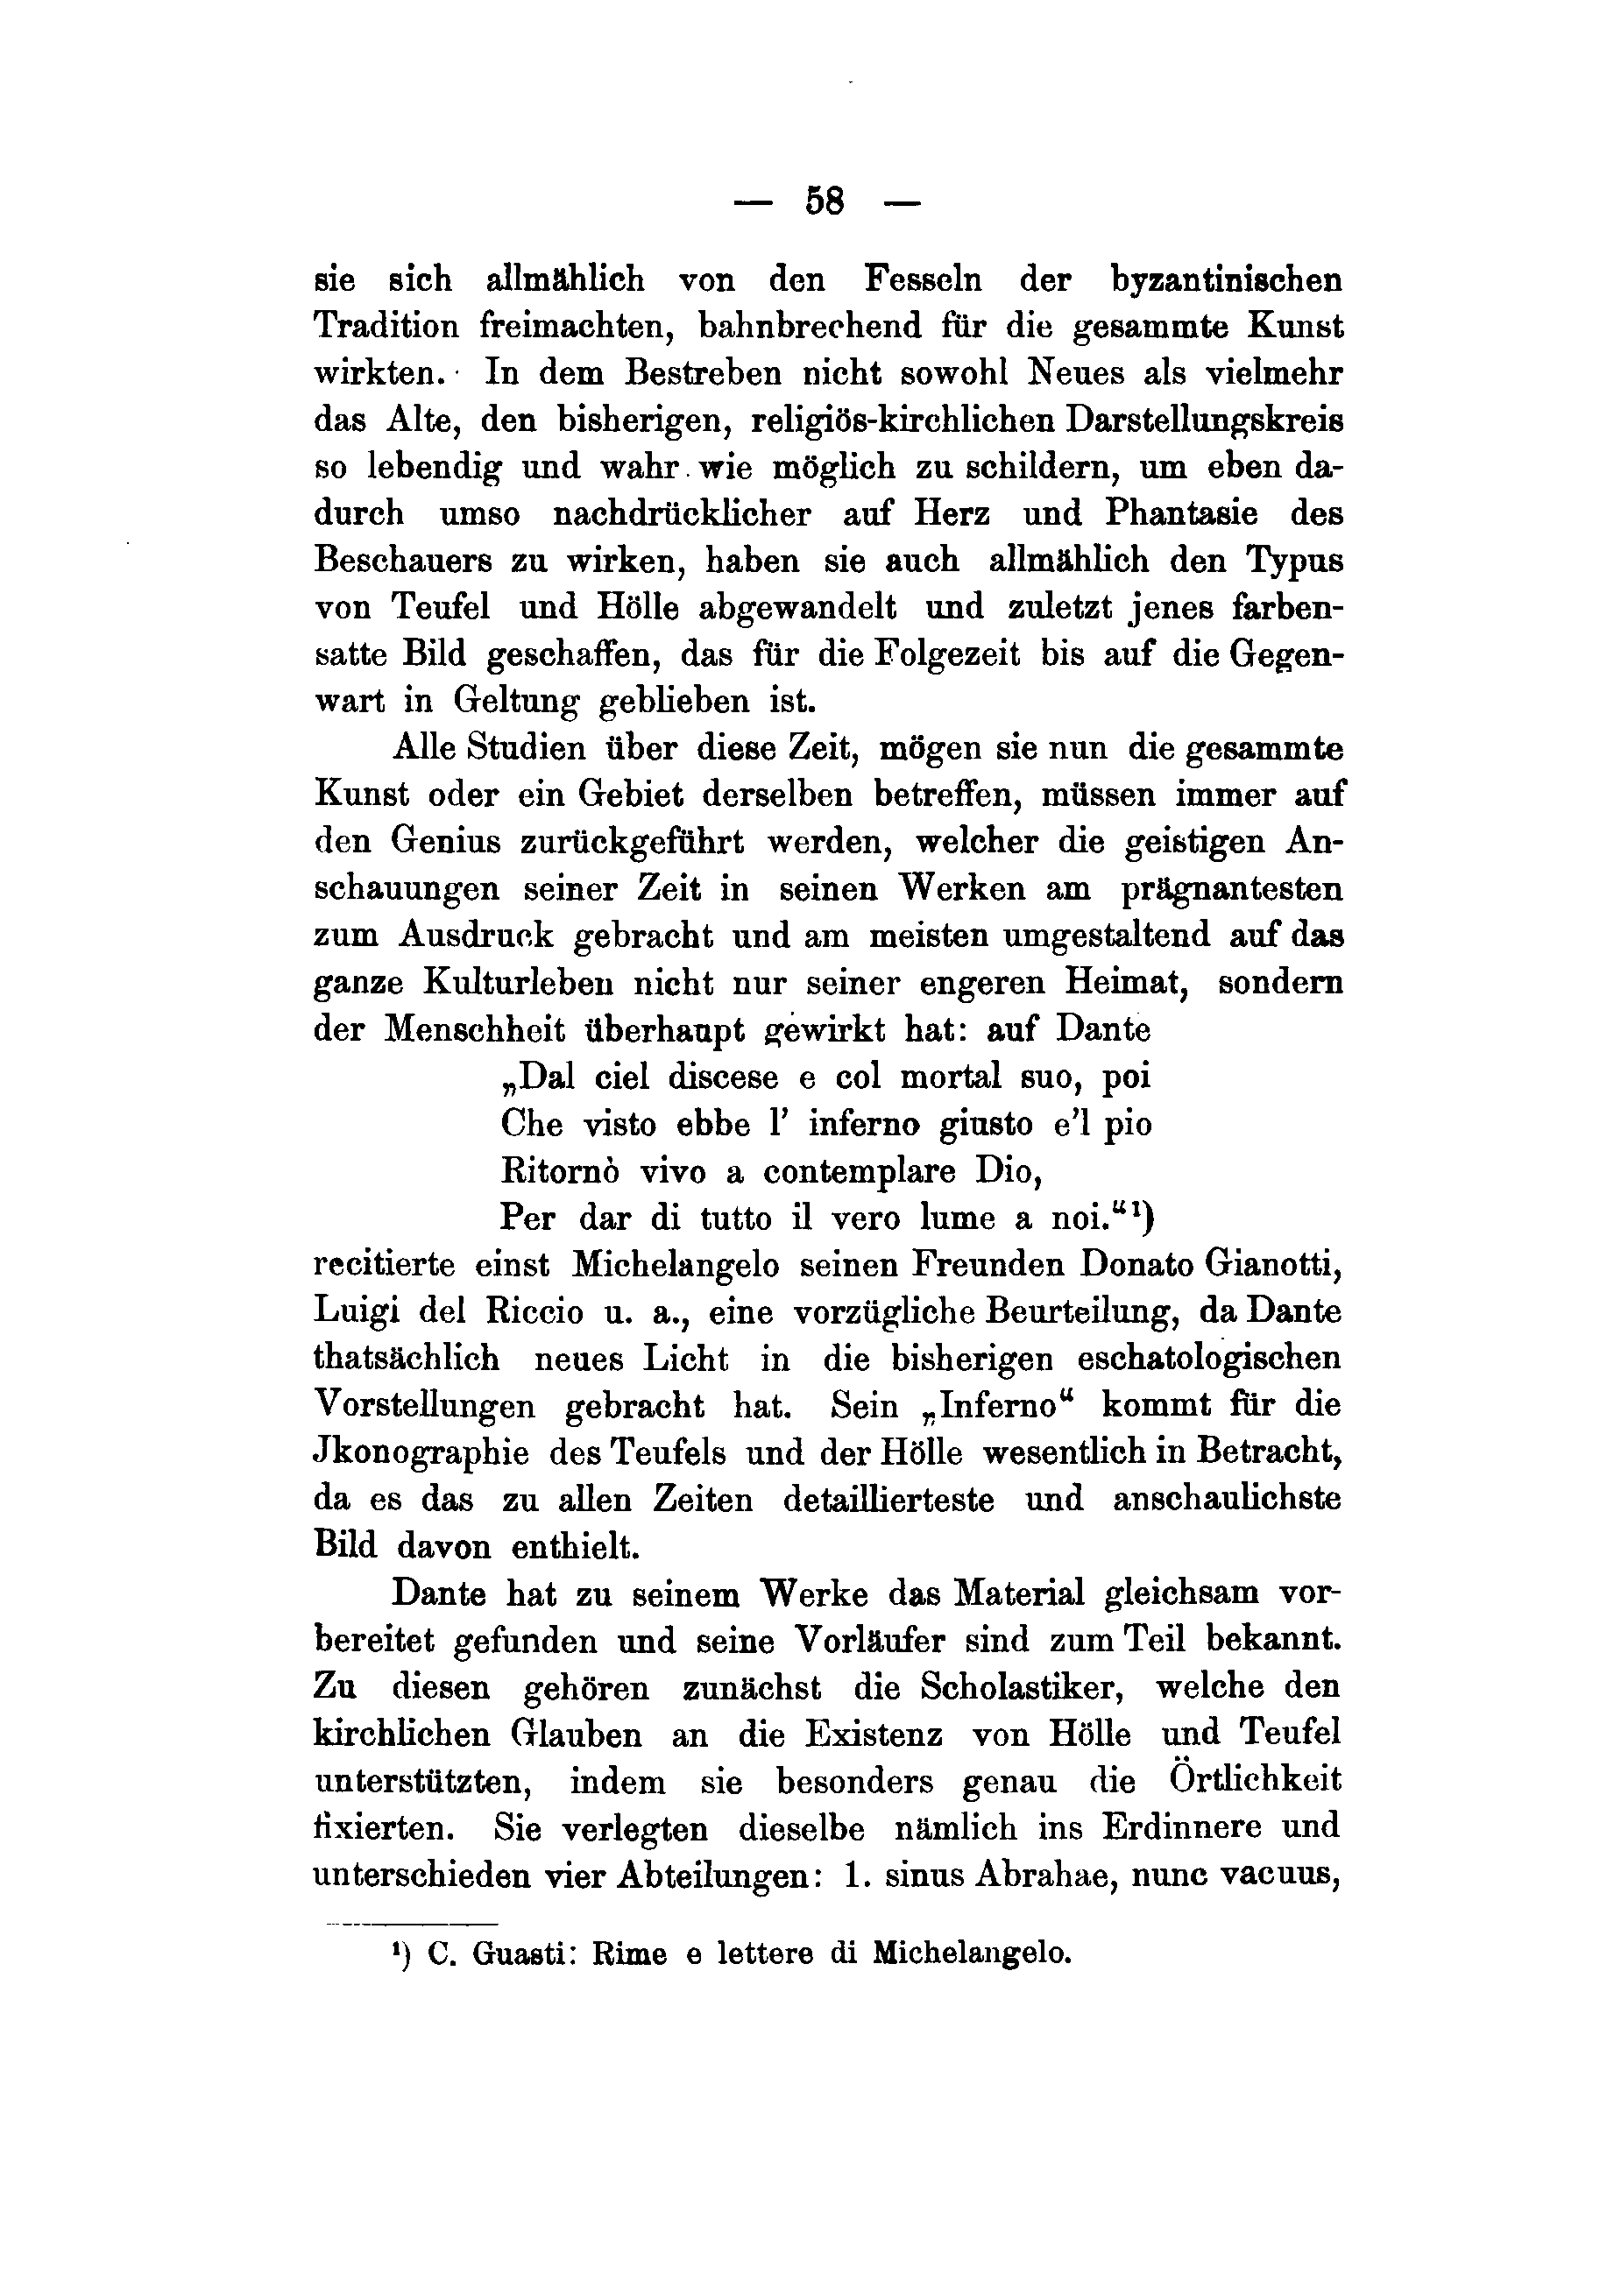 — 58 —
sie sich allmählich von den Fesseln der byzantinischen
Tradition freimachten, bahnbrechend für die gesammte Kunst
wirkten. In dem Bestreben nicht sowohl Neues als vielmehr
das Alte, den bisherigen, religiös-kirchlichen Darstellungskreis
so lebendig und wahr wie möglich zu schildern, um eben da-
durch umso nachdrücklicher auf Herz und Phantasie des
Beschauers zu wirken, haben sie auch allmählich den Typus
von Teufel und Hölle abgewandelt und zuletzt jenes farben-
satte Bild geschaffen, das für die Folgezeit bis auf die Gegen-
wart in Geltung geblieben ist.
Alle Studien über diese Zeit, mögen sie nun die gesammte
Kunst oder ein Gebiet derselben betreffen, müssen immer auf
den Genius zurückgeführt werden, welcher die geistigen An-
schauungen seiner Zeit in seinen Werken am prägnantesten
zum Ausdruck gebracht und am meisten umgestaltend auf das
ganze Kulturleben nicht nur seiner engeren Heimat, sondern
der Menschheit überhaupt gewirkt hat: auf Dante
„Dal ciel discese e col mortal suo, poi
Che visto ebbe l' inferno giusto e'l pio
Ritornò vivo a contemplare Dio,
Per dar di tutto il vero lume a noi.“¹)
recitierte einst Michelangelo seinen Freunden Donato Gianotti,
Luigi del Riccio u. a., eine vorzügliche Beurteilung, da Dante
thatsächlich neues Licht in die bisherigen eschatologischen
Vorstellungen gebracht hat. Sein „Inferno“ kommt für die
Jkonographie des Teufels und der Hölle wesentlich in Betracht,
da es das zu allen Zeiten detaillierteste und anschaulichste
Bild davon enthielt.
Dante hat zu seinem Werke das Material gleichsam vor-
bereitet gefunden und seine Vorläufer sind zum Teil bekannt.
Zu diesen gehören zunächst die Scholastiker, welche den
kirchlichen Glauben an die Existenz von Hölle und Teufel
unterstützten, indem sie besonders genau die Örtlichkeit
fixierten. Sie verlegten dieselbe nämlich ins Erdinnere und
unterschieden vier Abteilungen: 1. sinus Abrahae, nunc vacuus,
¹) C. Guasti: Rime e lettere di Michelangelo.